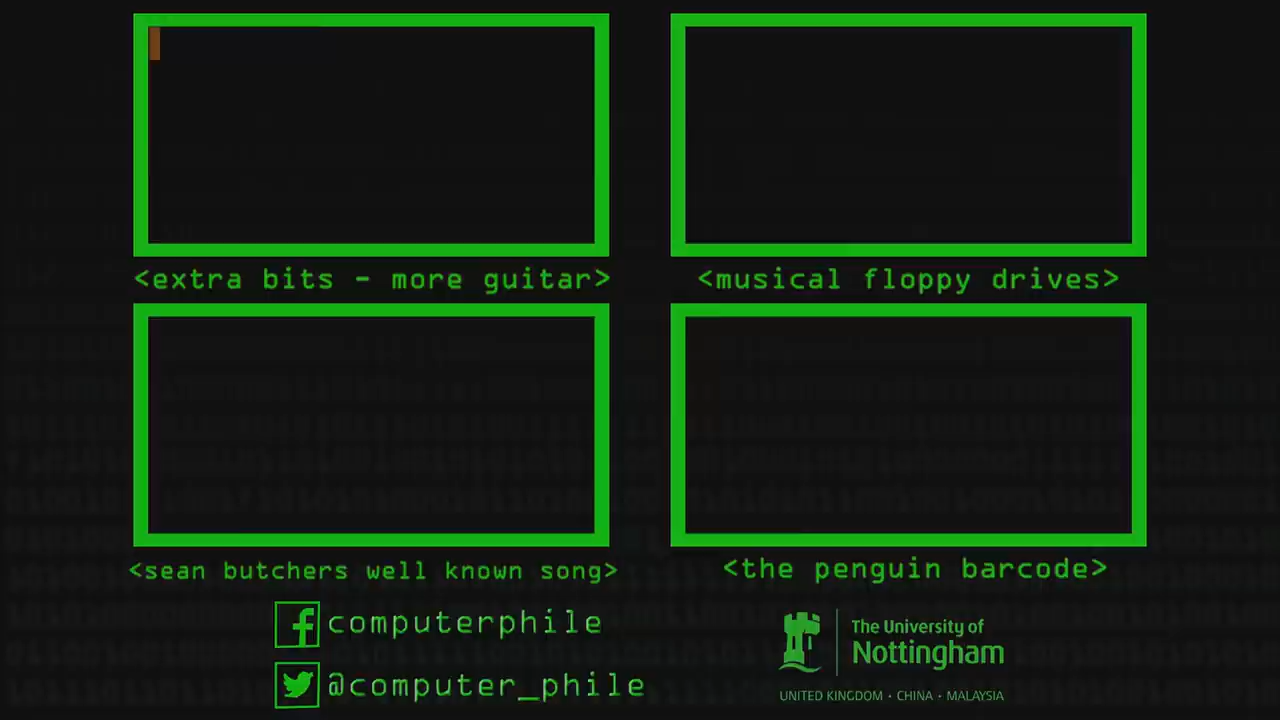 <extra bits - more guitar>
<musical floppy drives>
<sean butchers well known song>
<the penguin barcode>
computerphile
@computer_phile
The University of
Nottingham
UNITED KINGDOM · CHINA · MALAYSIA